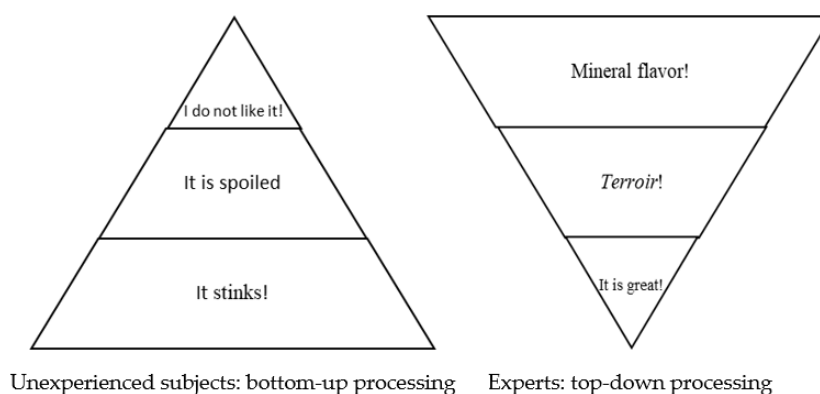 I do not like it!
It is spoiled
It stinks!
Unexperienced subjects: bottom-up processing
Mineral flavor!
Terroir!
It is great!
Experts: top-down processing